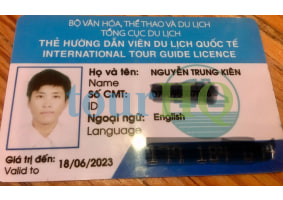 BỘ VĂN HÓA, THỂ THAO VÀ DU LỊCH
TỔNG CỤC DU LỊCH
THẺ HƯỚNG DẪN VIÊN DU LỊCH QUỐC TẾ
INTERNATIONAL TOUR GUIDE LICENCE
Họ và tên: NGUYỄN TRUNG KIÊN
Name
Số CMT:
ID
Ngoại ngữ: English
Language
Giá trị đến: 18/06/2023
Valid to
tourHQ